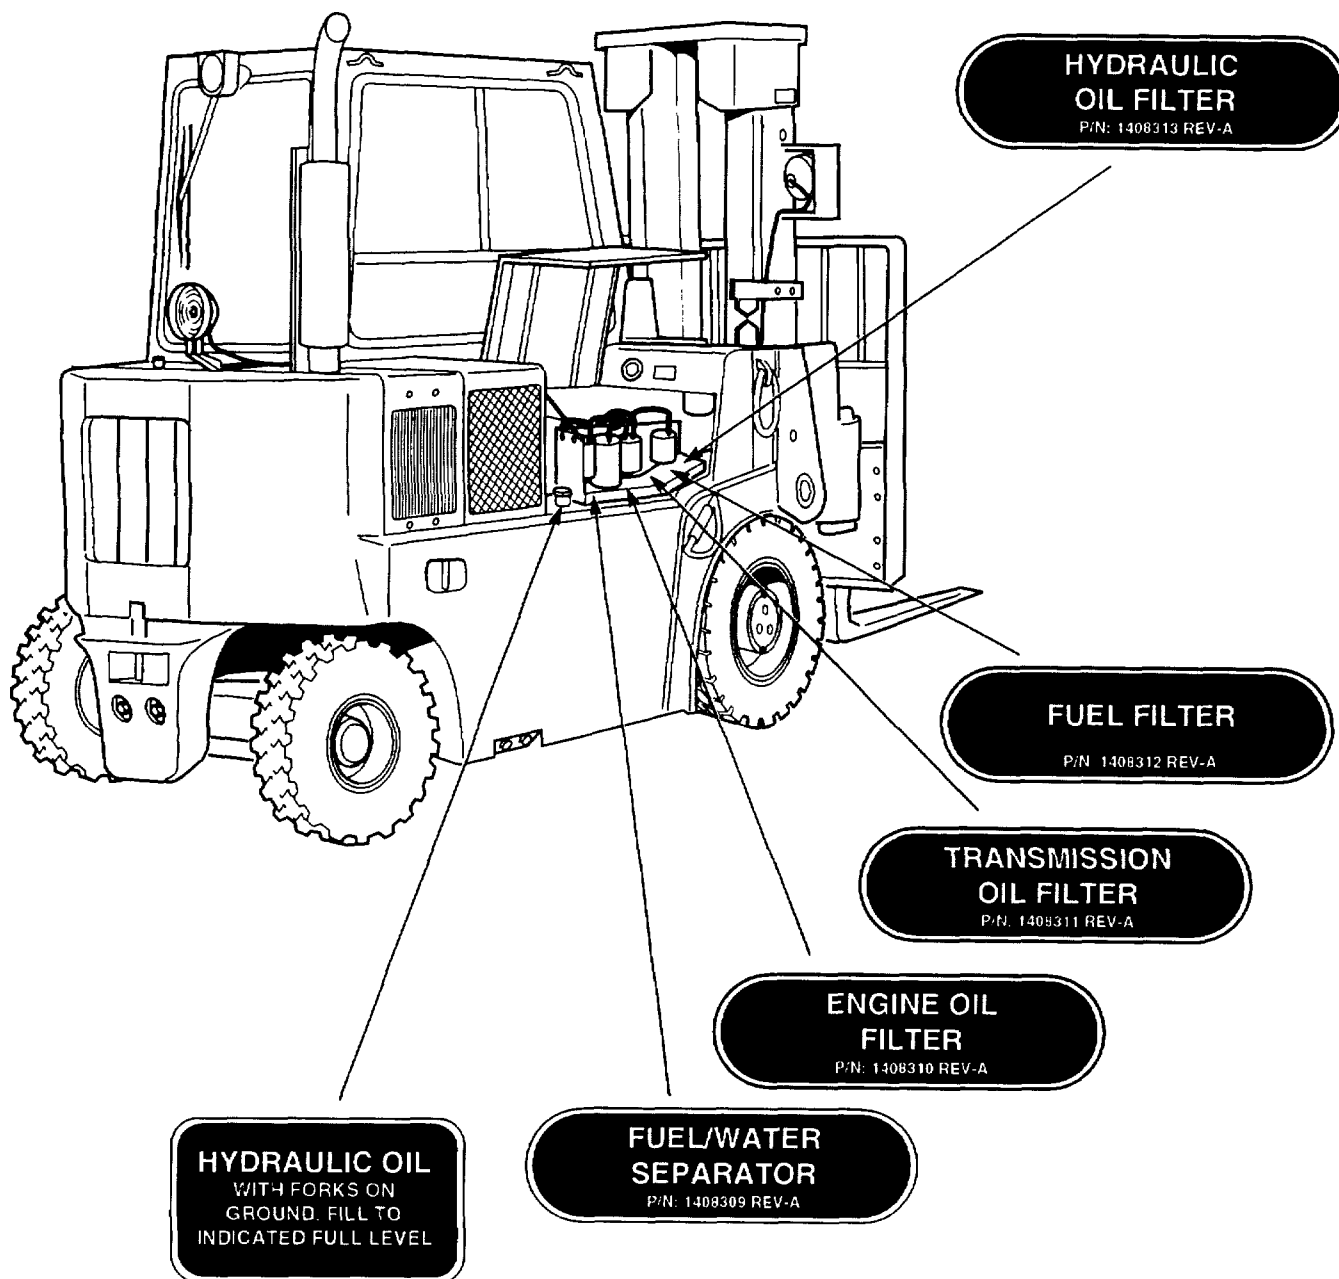 HYDRAULIC
OIL FILTER
P/N: 1408313 REV-A
FUEL FILTER
P/N 1408312 REV-A
TRANSMISSION
OIL FILTER
P/N: 1408311 REV-A
ENGINE OIL
FILTER
P/N: 1408310 REV-A
FUEL/WATER
SEPARATOR
P/N: 1408309 REV-A
HYDRAULIC OIL
WITH FORKS ON
GROUND. FILL TO
INDICATED FULL LEVEL